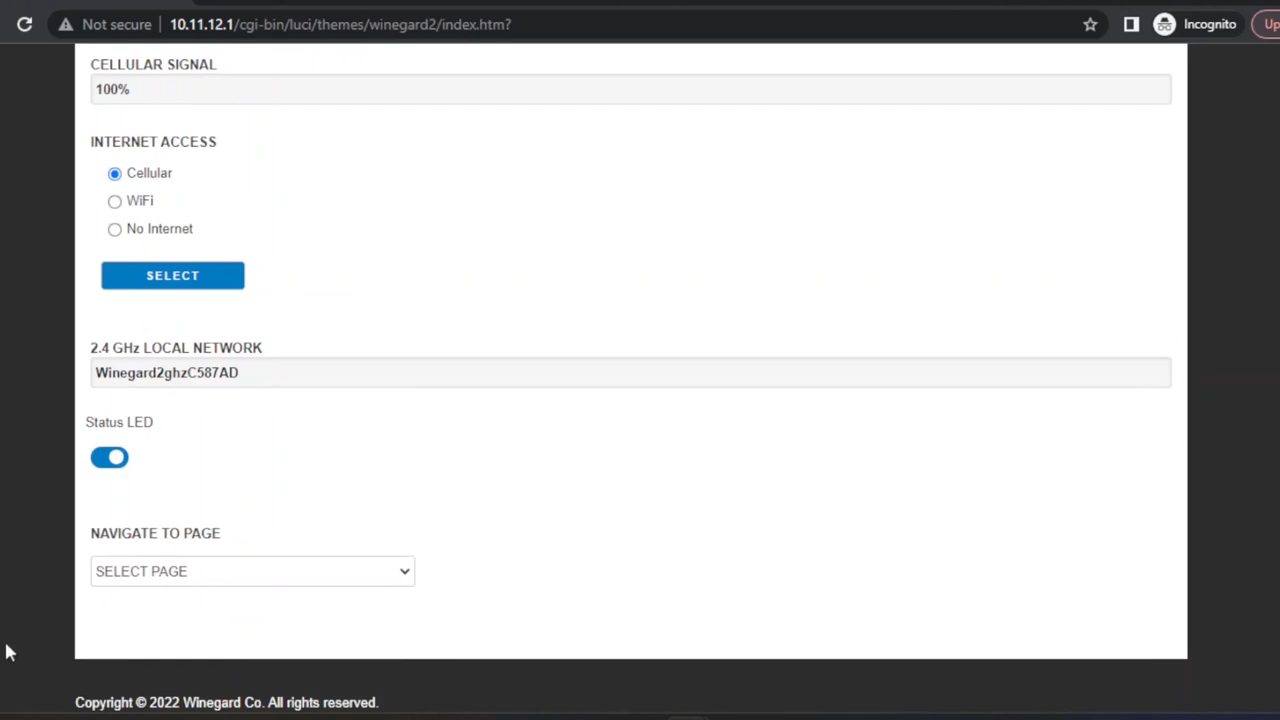 Not secure 10.11.12.1/cgi-bin/luci/themes/winegard2/index.htm? Incognito Up
CELLULAR SIGNAL
100%
INTERNET ACCESS
Cellular
WiFi
No Internet
SELECT
2.4 GHz LOCAL NETWORK
Winegard2ghzC587AD
Status LED
NAVIGATE TO PAGE
SELECT PAGE
Copyright © 2022 Winegard Co. All rights reserved.